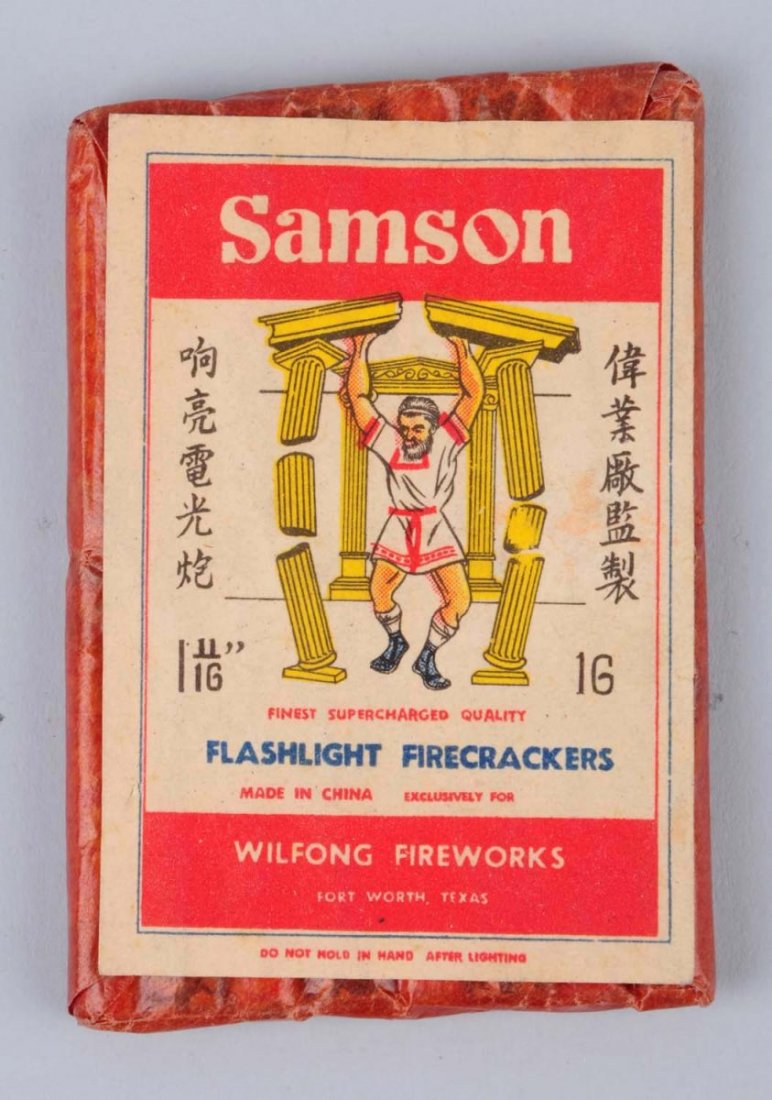 Samson
响亮電光炮
偉業廠監製
1 11/16"
16
FINEST SUPERCHARGED QUALITY
FLASHLIGHT FIRECRACKERS
MADE IN CHINA EXCLUSIVELY FOR
WILFONG FIREWORKS
FORT WORTH, TEXAS
DO NOT HOLD IN HAND AFTER LIGHTING